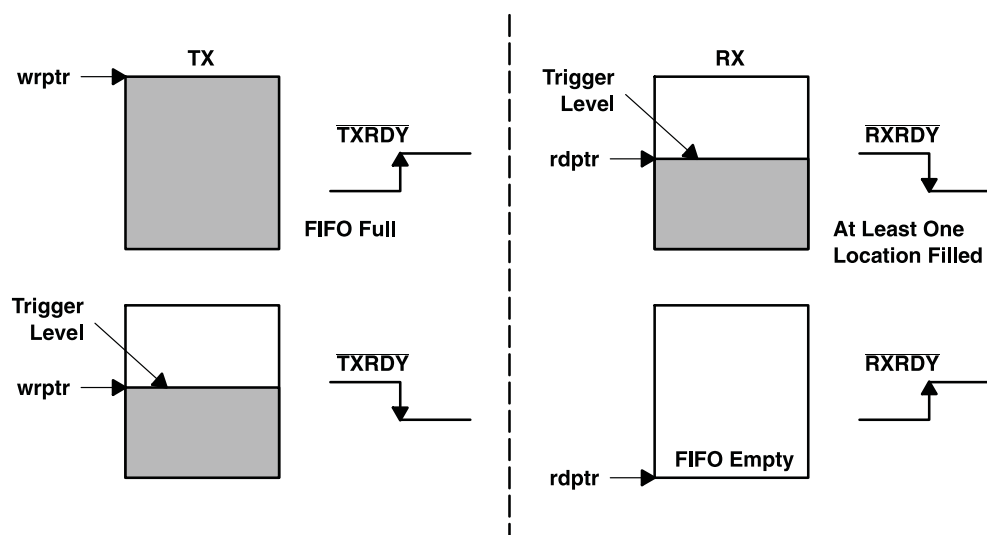 TX
wrptr
TXRDY
FIFO Full
Trigger
Level
wrptr
TXRDY
RX
Trigger
Level
rdptr
RXRDY
At Least One
Location Filled
RXRDY
FIFO Empty
rdptr